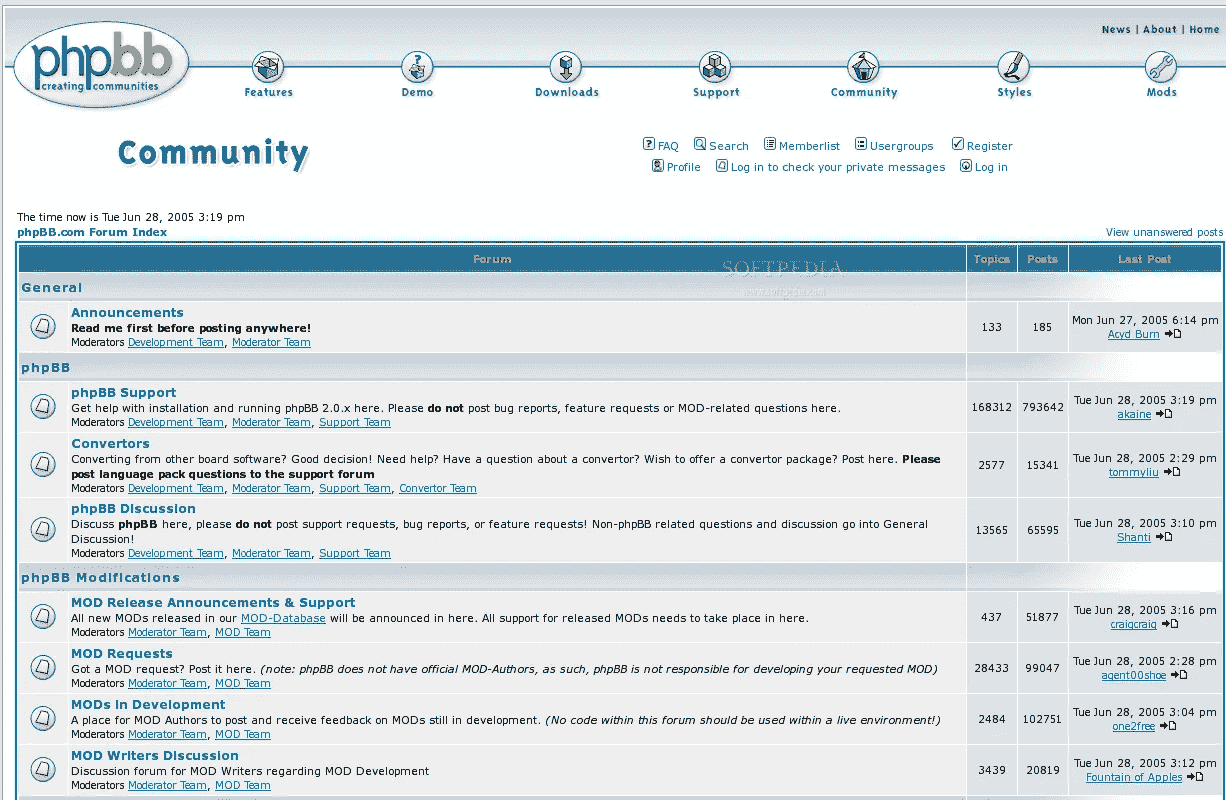 News | About | Home
phpbb
creating communities
Features Demo Downloads Support Community Styles Mods
Community
FAQ Search Memberlist Usergroups Register
Profile Log in to check your private messages Log in
The time now is Tue Jun 28, 2005 3:19 pm
phpBB.com Forum Index View unanswered posts
Forum Topics Posts Last Post
SOFTPEDIA
www.softpedia.com
General
Announcements
Read me first before posting anywhere!
Moderators Development Team, Moderator Team
133 185 Mon Jun 27, 2005 6:14 pm
Acyd Burn
phpBB
phpBB Support
Get help with installation and running phpBB 2.0.x here. Please do not post bug reports, feature requests or MOD-related questions here.
Moderators Development Team, Moderator Team, Support Team
168312 793642 Tue Jun 28, 2005 3:19 pm
akaine
Convertors
Converting from other board software? Good decision! Need help? Have a question about a convertor? Wish to offer a convertor package? Post here. Please
post language pack questions to the support forum
Moderators Development Team, Moderator Team, Support Team, Convertor Team
2577 15341 Tue Jun 28, 2005 2:29 pm
tommyliu
phpBB Discussion
Discuss phpBB here, please do not post support requests, bug reports, or feature requests! Non-phpBB related questions and discussion go into General
Discussion!
Moderators Development Team, Moderator Team, Support Team
13565 65595 Tue Jun 28, 2005 3:10 pm
Shanti
phpBB Modifications
MOD Release Announcements & Support
All new MODs released in our MOD-Database will be announced in here. All support for released MODs needs to take place in here.
Moderators Moderator Team, MOD Team
437 51877 Tue Jun 28, 2005 3:16 pm
craigcraig
MOD Requests
Got a MOD request? Post it here. (note: phpBB does not have official MOD-Authors, as such, phpBB is not responsible for developing your requested MOD)
Moderators Moderator Team, MOD Team
28433 99047 Tue Jun 28, 2005 2:28 pm
agent00shoe
MODs in Development
A place for MOD Authors to post and receive feedback on MODs still in development. (No code within this forum should be used within a live environment!)
Moderators Moderator Team, MOD Team
2484 102751 Tue Jun 28, 2005 3:04 pm
one2free
MOD Writers Discussion
Discussion forum for MOD Writers regarding MOD Development
Moderators Moderator Team, MOD Team
3439 20819 Tue Jun 28, 2005 3:12 pm
Fountain of Apples